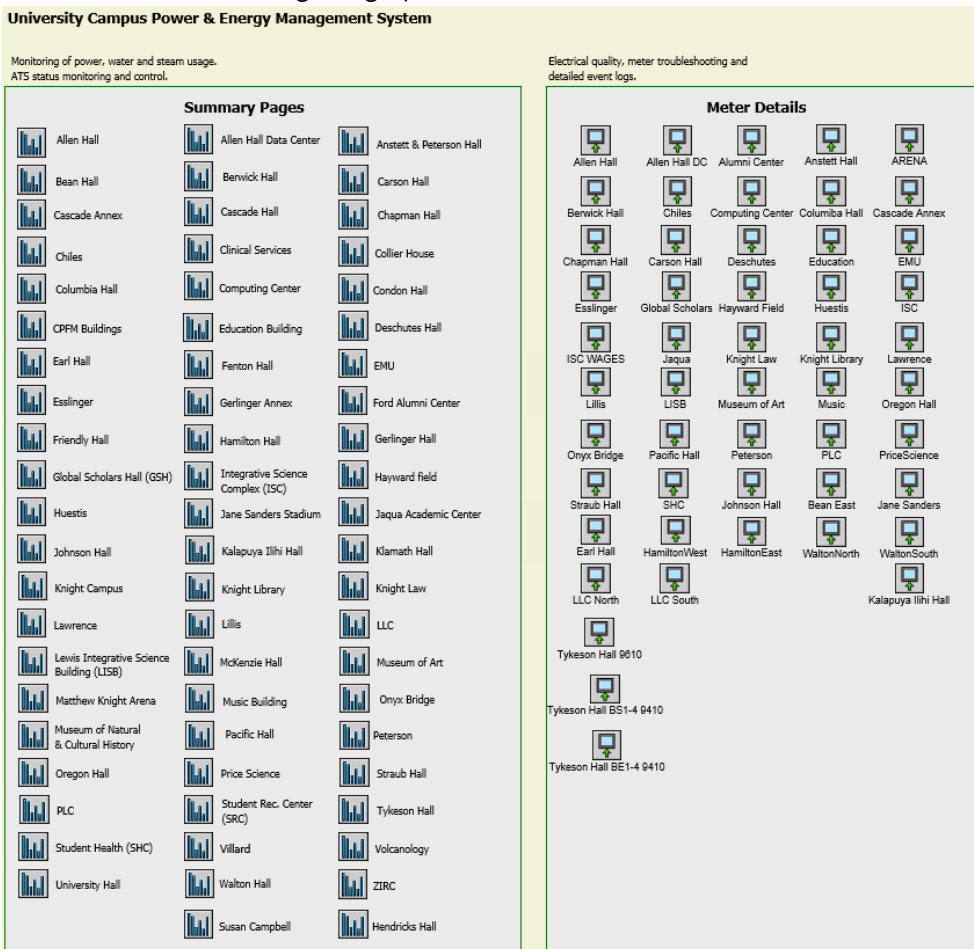 University Campus Power & Energy Management System
Monitoring of power, water and steam usage.
ATS status monitoring and control.
Electrical quality, meter troubleshooting and
detailed event logs.
Summary Pages
Allen Hall
Allen Hall Data Center
Anstett & Peterson Hall
Bean Hall
Berwick Hall
Carson Hall
Cascade Annex
Cascade Hall
Chapman Hall
Chiles
Clinical Services
Collier House
Columbia Hall
Computing Center
Condon Hall
CPFM Buildings
Education Building
Deschutes Hall
Earl Hall
Fenton Hall
EMU
Esslinger
Gerlinger Annex
Ford Alumni Center
Friendly Hall
Hamilton Hall
Gerlinger Hall
Global Scholars Hall (GSH)
Integrative Science
Complex (ISC)
Hayward field
Huestis
Jane Sanders Stadium
Jaqua Academic Center
Johnson Hall
Kalapuya Ilihi Hall
Klamath Hall
Knight Campus
Knight Library
Knight Law
Lawrence
Lillis
LLC
Lewis Integrative Science
Building (LISB)
McKenzie Hall
Museum of Art
Matthew Knight Arena
Music Building
Onyx Bridge
Museum of Natural
& Cultural History
Pacific Hall
Peterson
Oregon Hall
Price Science
Straub Hall
PLC
Student Rec. Center
(SRC)
Tykeson Hall
Student Health (SHC)
Villard
Volcanology
University Hall
Walton Hall
ZIRC
Susan Campbell
Hendricks Hall
Meter Details
Allen Hall
Allen Hall DC
Alumni Center
Anstett Hall
ARENA
Berwick Hall
Chiles
Computing Center
Columiba Hall
Cascade Annex
Chapman Hall
Carson Hall
Deschutes
Education
EMU
Esslinger
Global Scholars
Hayward Field
Huestis
ISC
ISC WAGES
Jaqua
Knight Law
Knight Library
Lawrence
Lillis
LISB
Museum of Art
Music
Oregon Hall
Onyx Bridge
Pacific Hall
Peterson
PLC
PriceScience
Straub Hall
SHC
Johnson Hall
Bean East
Jane Sanders
Earl Hall
HamiltonWest
HamiltonEast
WaltonNorth
WaltonSouth
LLC North
LLC South
Kalapuya Ilihi Hall
Tykeson Hall 9610
Tykeson Hall BS1-4 9410
Tykeson Hall BE1-4 9410